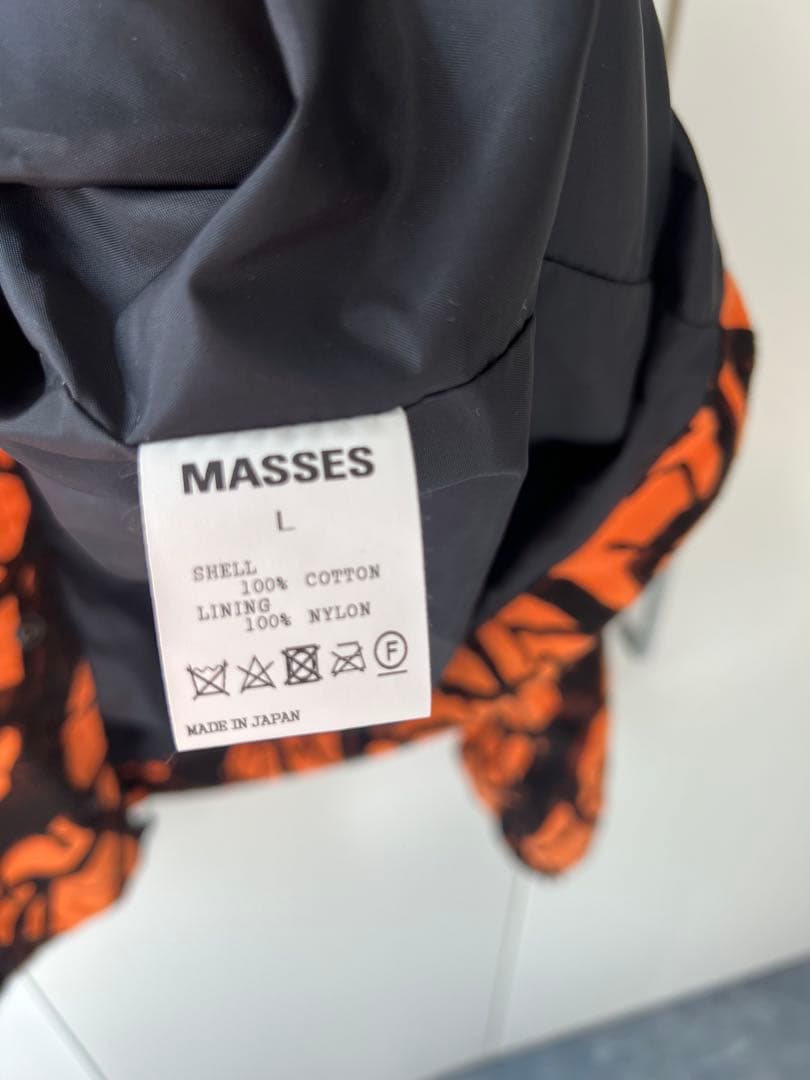 MASSES
L
SHELL
100% COTTON
LINING
100% NYLON
F
MADE IN JAPAN